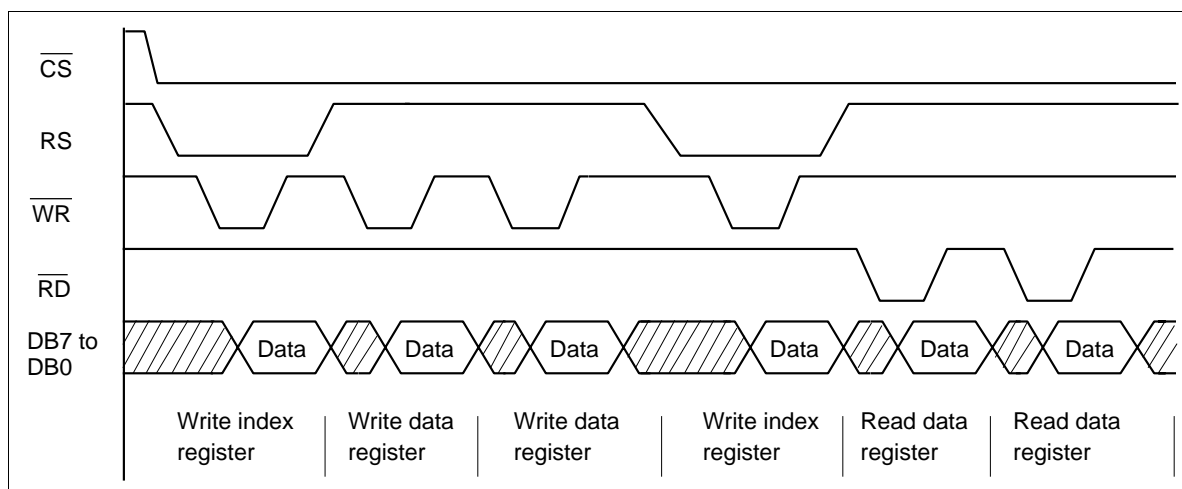 CS
RS
WR
RD
DB7 to
DB0
Data Data Data Data Data Data
Write index
register
Write data
register
Write data
register
Write index
register
Read data
register
Read data
register